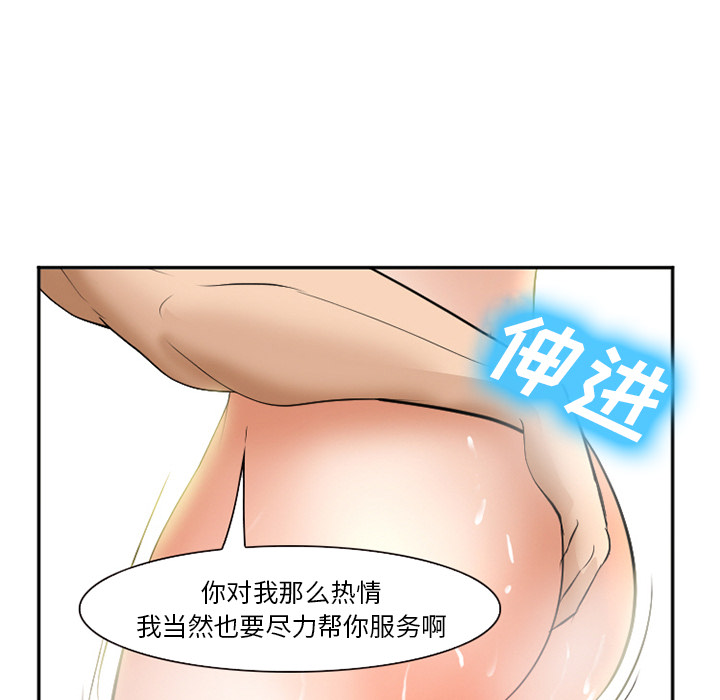 伸进
你对我那么热情
我当然也要尽力帮你服务啊